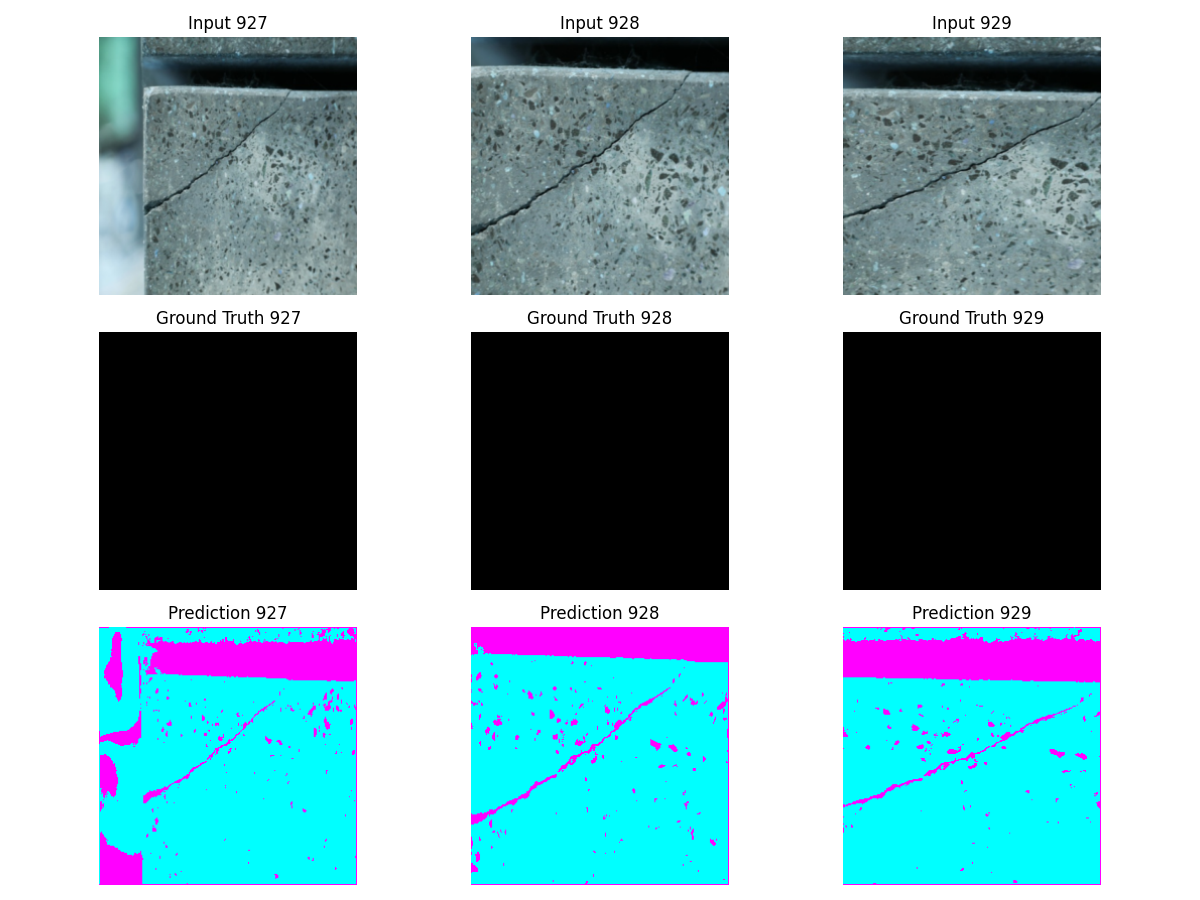 Input 927
Input 928
Input 929
Ground Truth 927
Ground Truth 928
Ground Truth 929
Prediction 927
Prediction 928
Prediction 929